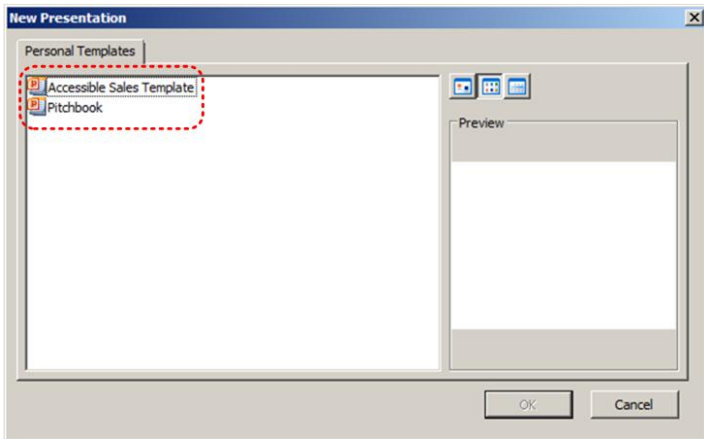 New Presentation
Personal Templates
Accessible Sales Template
Pitchbook
Preview
OK
Cancel